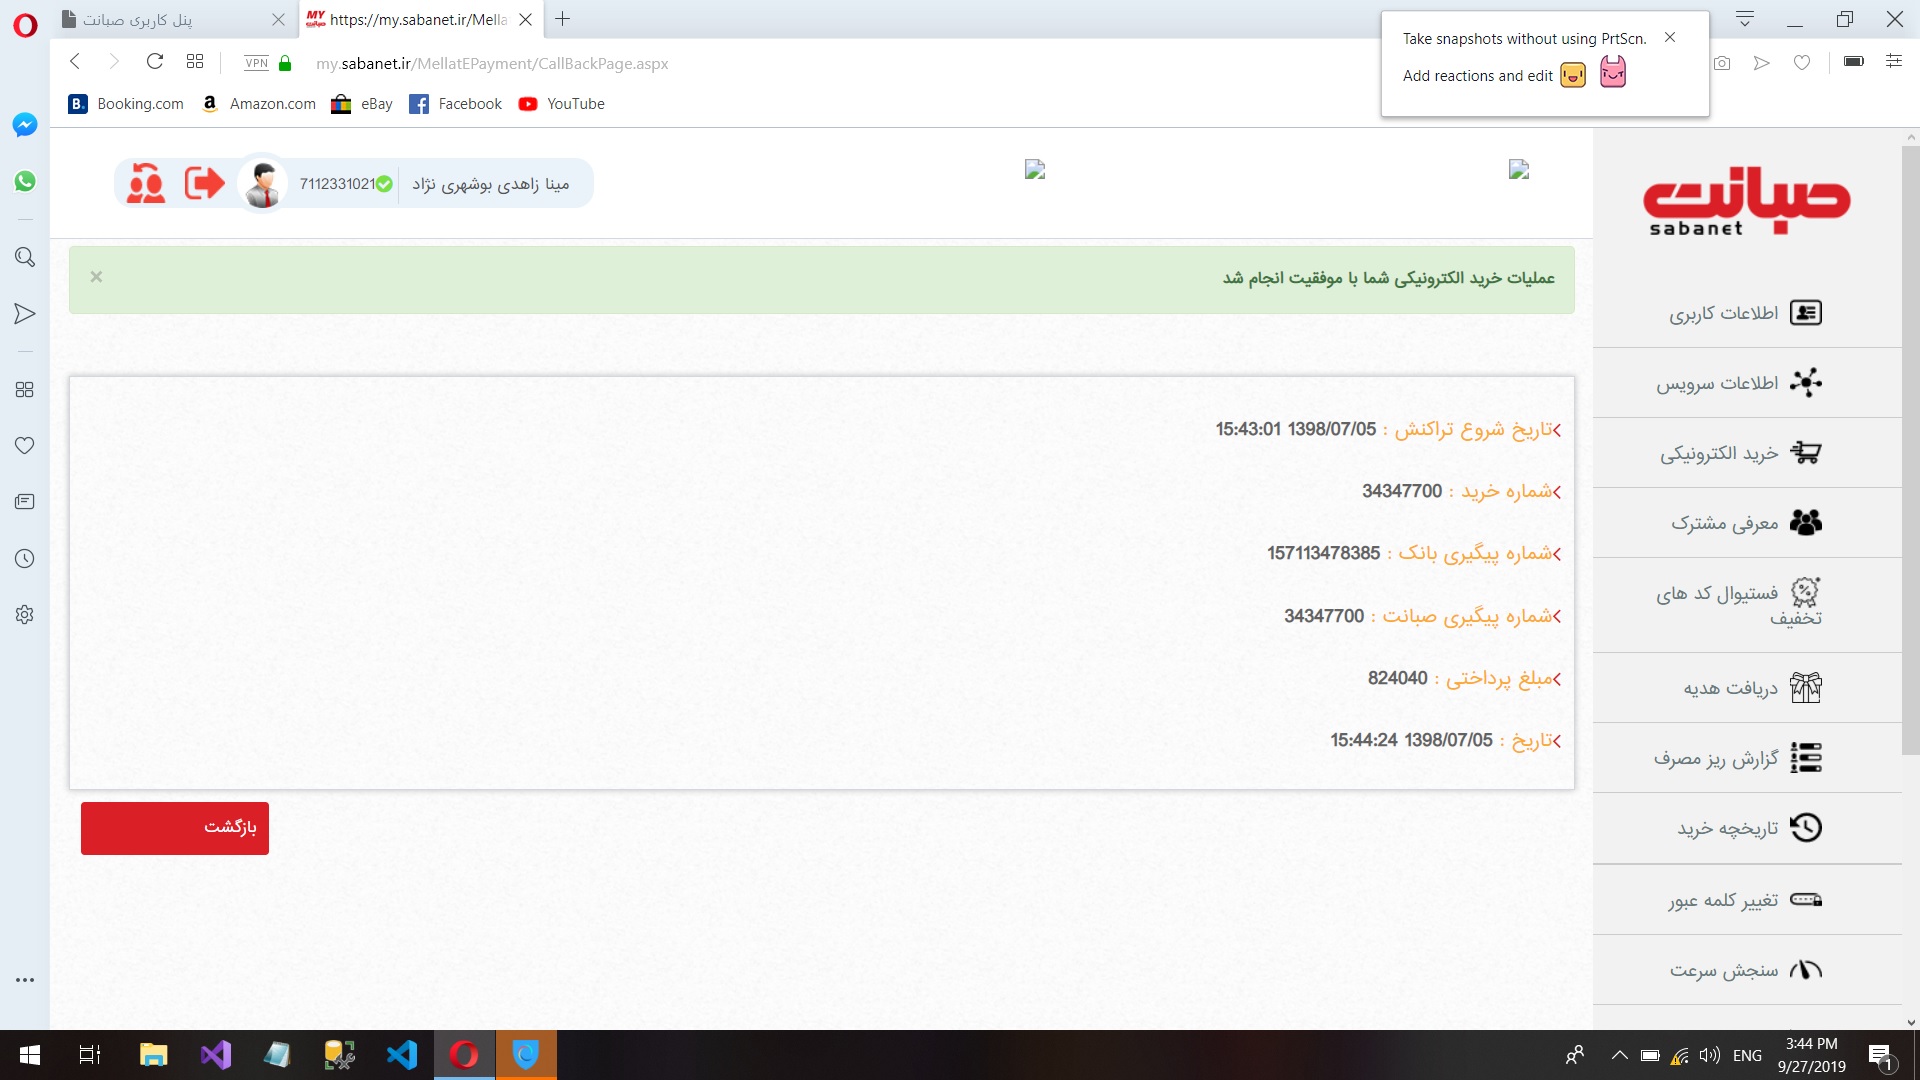 پنل کاربری صبانت
MY صبانت https://my.sabanet.ir/Mella
Take snapshots without using PrtScn.
Add reactions and edit
VPN my.sabanet.ir/MellatEPayment/CallBackPage.aspx
B. Booking.com a Amazon.com eBay Facebook YouTube
7112331021 مینا زاهدی بوشهری نژاد
صبانت
sabanet
عملیات خرید الکترونیکی شما با موفقیت انجام شد
×
تاریخ شروع تراکنش : 1398/07/05 15:43:01
شماره خرید : 34347700
شماره پیگیری بانک : 157113478385
شماره پیگیری صبانت : 34347700
مبلغ پرداختی : 824040
تاریخ : 1398/07/05 15:44:24
بازگشت
اطلاعات کاربری
اطلاعات سرویس
خرید الکترونیکی
معرفی مشترک
فستیوال کد های
تخفیف
دریافت هدیه
گزارش ریز مصرف
تاریخچه خرید
تغییر کلمه عبور
سنجش سرعت
ENG
3:44 PM
9/27/2019
1